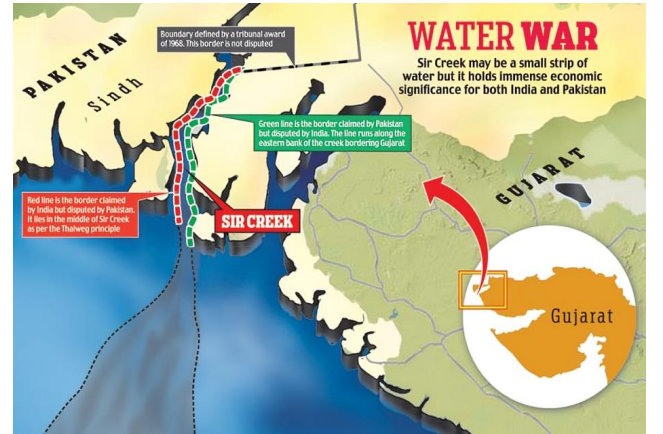 WATER WAR
Sir Creek may be a small strip of
water but it holds immense economic
significance for both India and Pakistan
Boundary defined by a tribunal award
of 1968. This border is not disputed
PAKISTAN
Sindh
Green line is the border claimed by Pakistan
but disputed by India. The line runs along the
eastern bank of the creek bordering Gujarat
GUJARAT
Red line is the border claimed
by India but disputed by Pakistan.
It lies in the middle of Sir Creek
as per the Thalweg principle
SIR CREEK
Gujarat